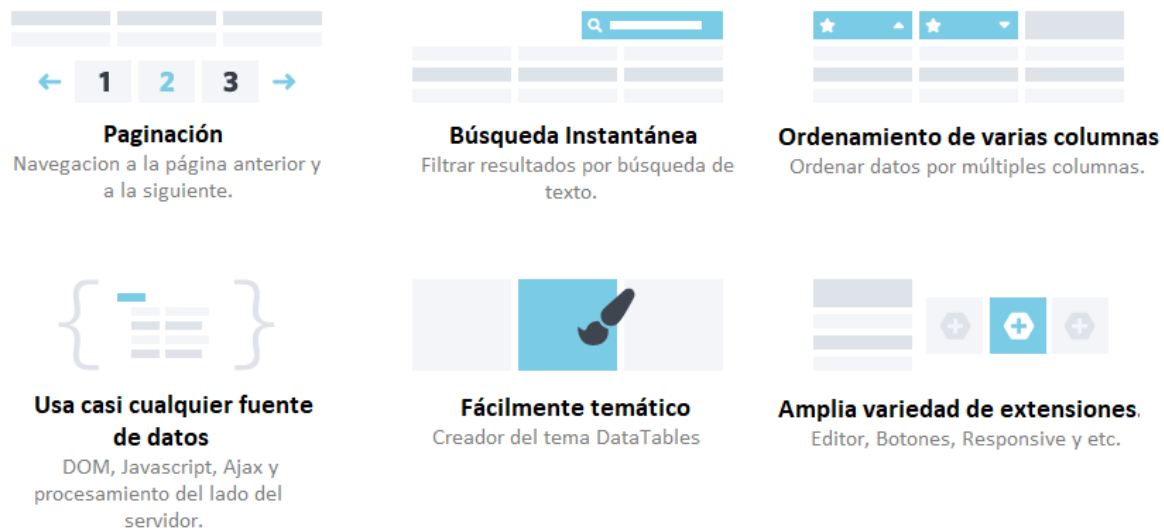 1 2 3
Paginación
Navegacion a la página anterior y
a la siguiente.
Búsqueda Instantánea
Filtrar resultados por búsqueda de
texto.
Ordenamiento de varias columnas
Ordenar datos por múltiples columnas.
Usa casi cualquier fuente
de datos
DOM, Javascript, Ajax y
procesamiento del lado del
servidor.
Fácilmente temático
Creador del tema DataTables
Amplia variedad de extensiones.
Editor, Botones, Responsive y etc.